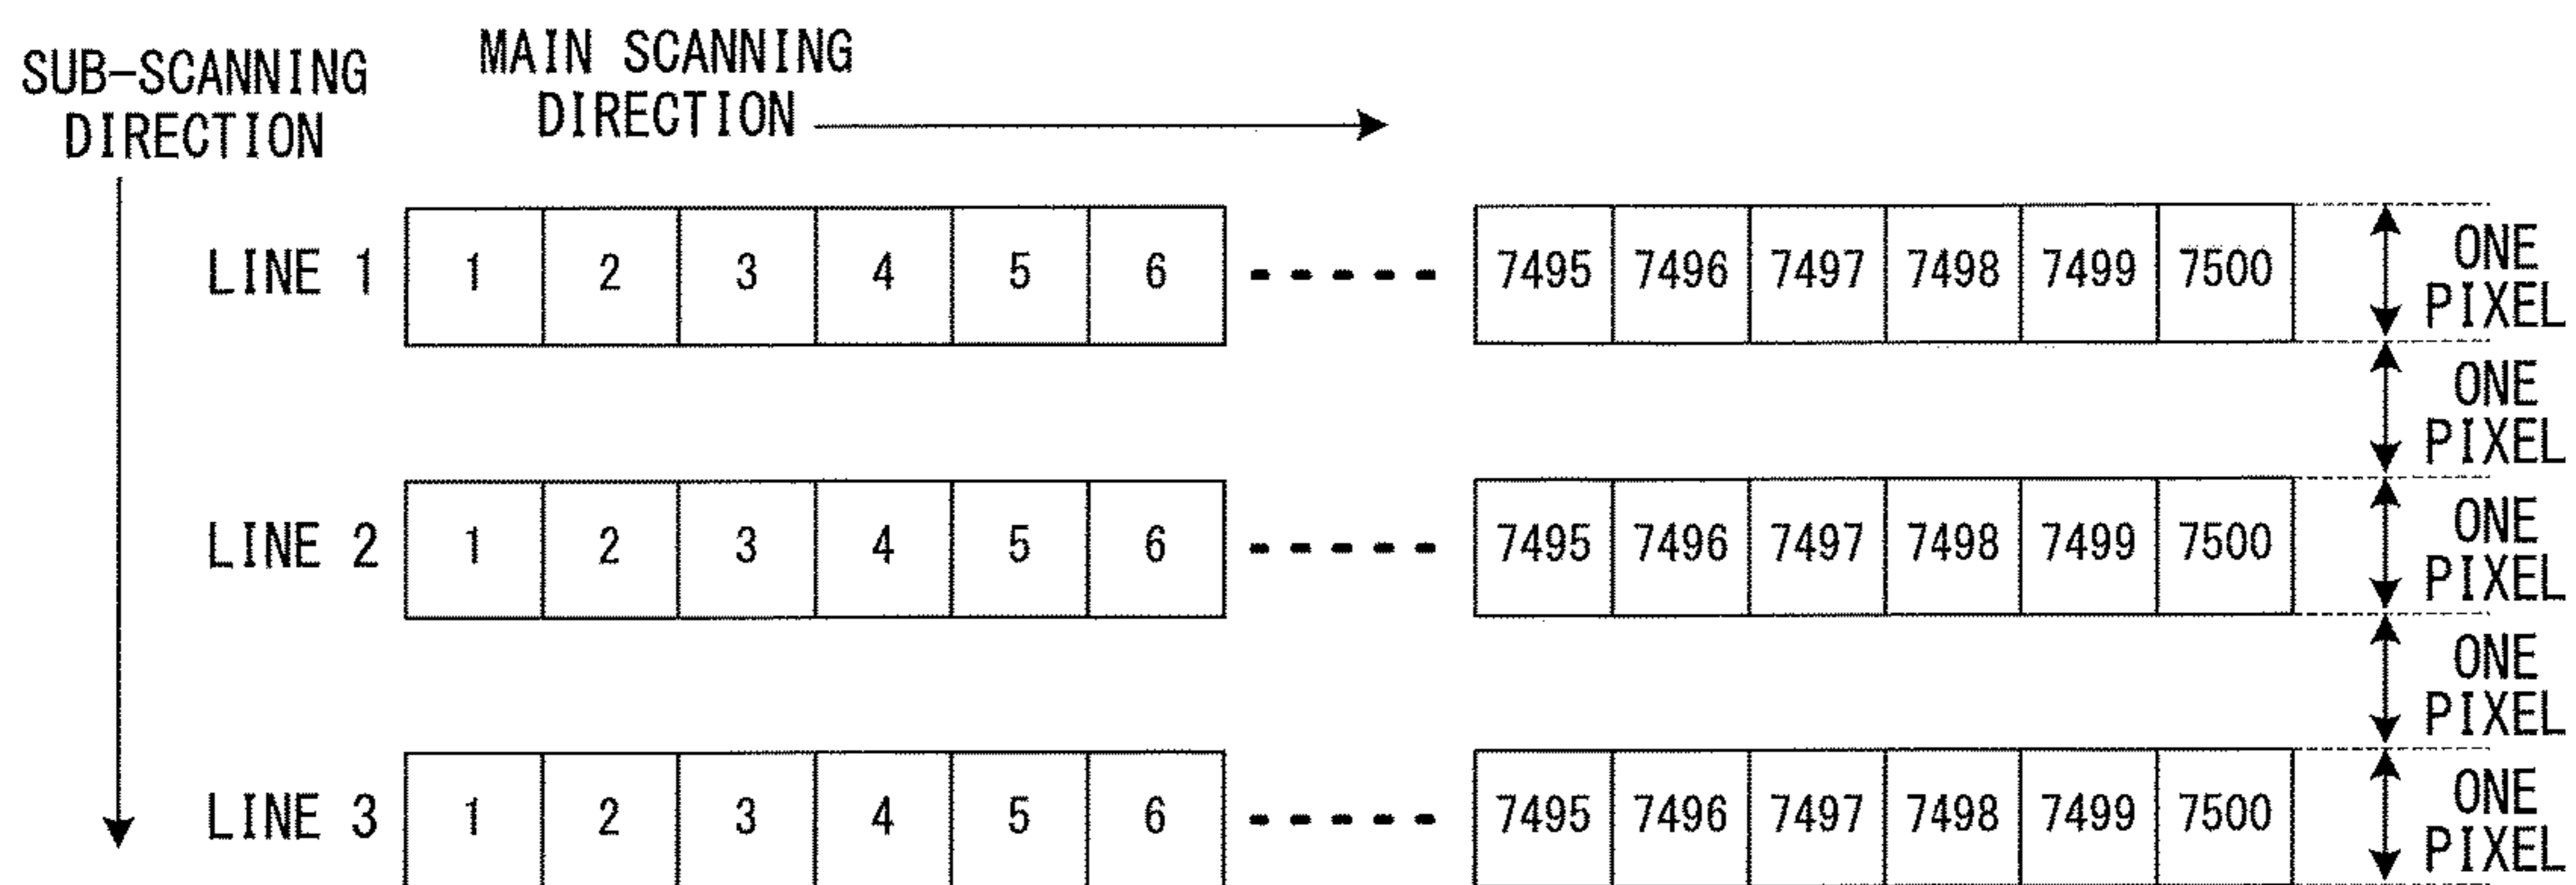 SUB-SCANNING
DIRECTION
MAIN SCANNING
DIRECTION
LINE 1 1 2 3 4 5 6 ----- 7495 7496 7497 7498 7499 7500
ONE
PIXEL
ONE
PIXEL
LINE 2 1 2 3 4 5 6 ----- 7495 7496 7497 7498 7499 7500
ONE
PIXEL
ONE
PIXEL
LINE 3 1 2 3 4 5 6 ----- 7495 7496 7497 7498 7499 7500
ONE
PIXEL